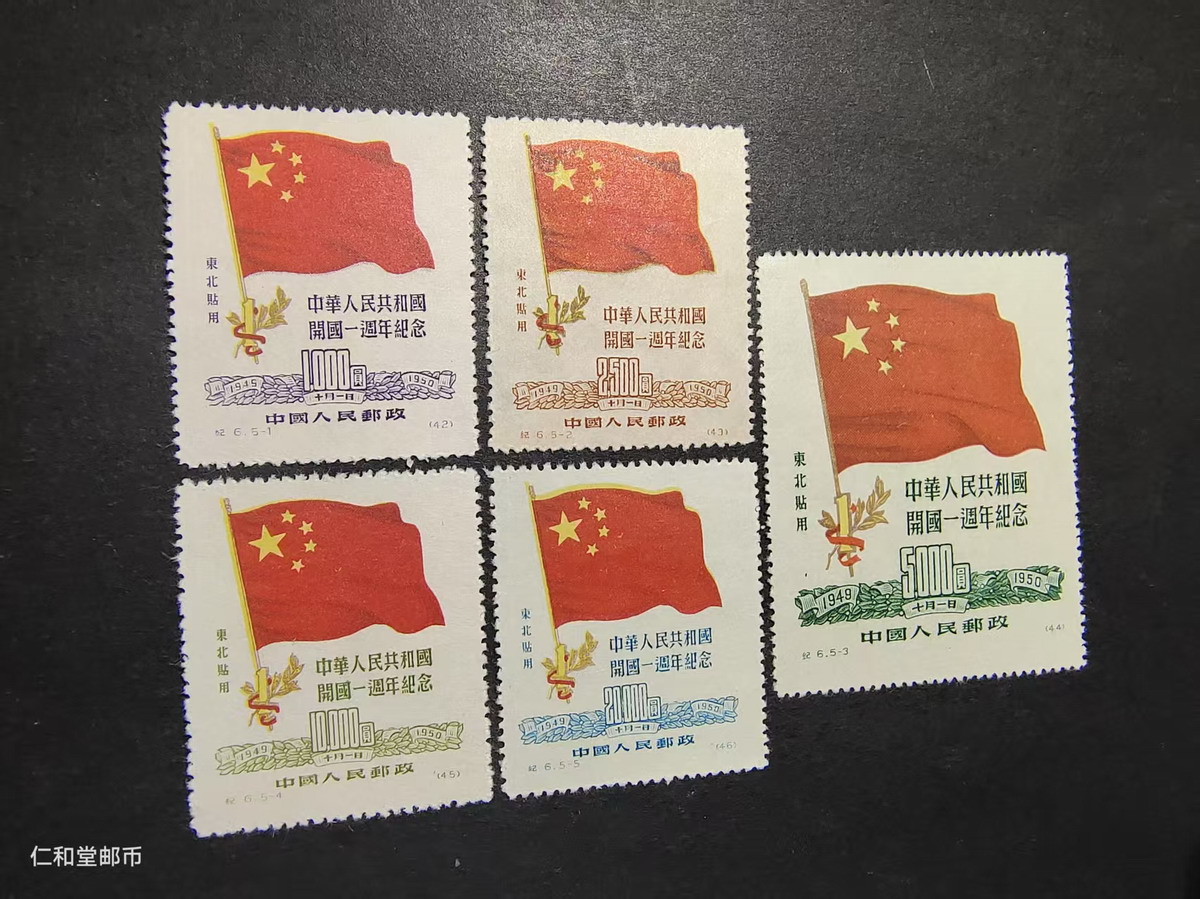 東北貼用
中華人民共和國
開國一週年紀念
1000圓
1949
十月一日
1950
中國人民郵政
紀 6.5-1
(42)
東北貼用
中華人民共和國
開國一週年紀念
2500圓
1949
十月一日
1950
中國人民郵政
紀 6.5-2
(43)
東北貼用
中華人民共和國
開國一週年紀念
5000圓
1949
十月一日
1950
中國人民郵政
紀 6.5-3
(44)
東北貼用
中華人民共和國
開國一週年紀念
10,000圓
1949
十月一日
1950
中國人民郵政
紀 6.5-4
(45)
東北貼用
中華人民共和國
開國一週年紀念
20,000圓
1949
十月一日
1950
中國人民郵政
紀 6.5-5
(46)
仁和堂邮币